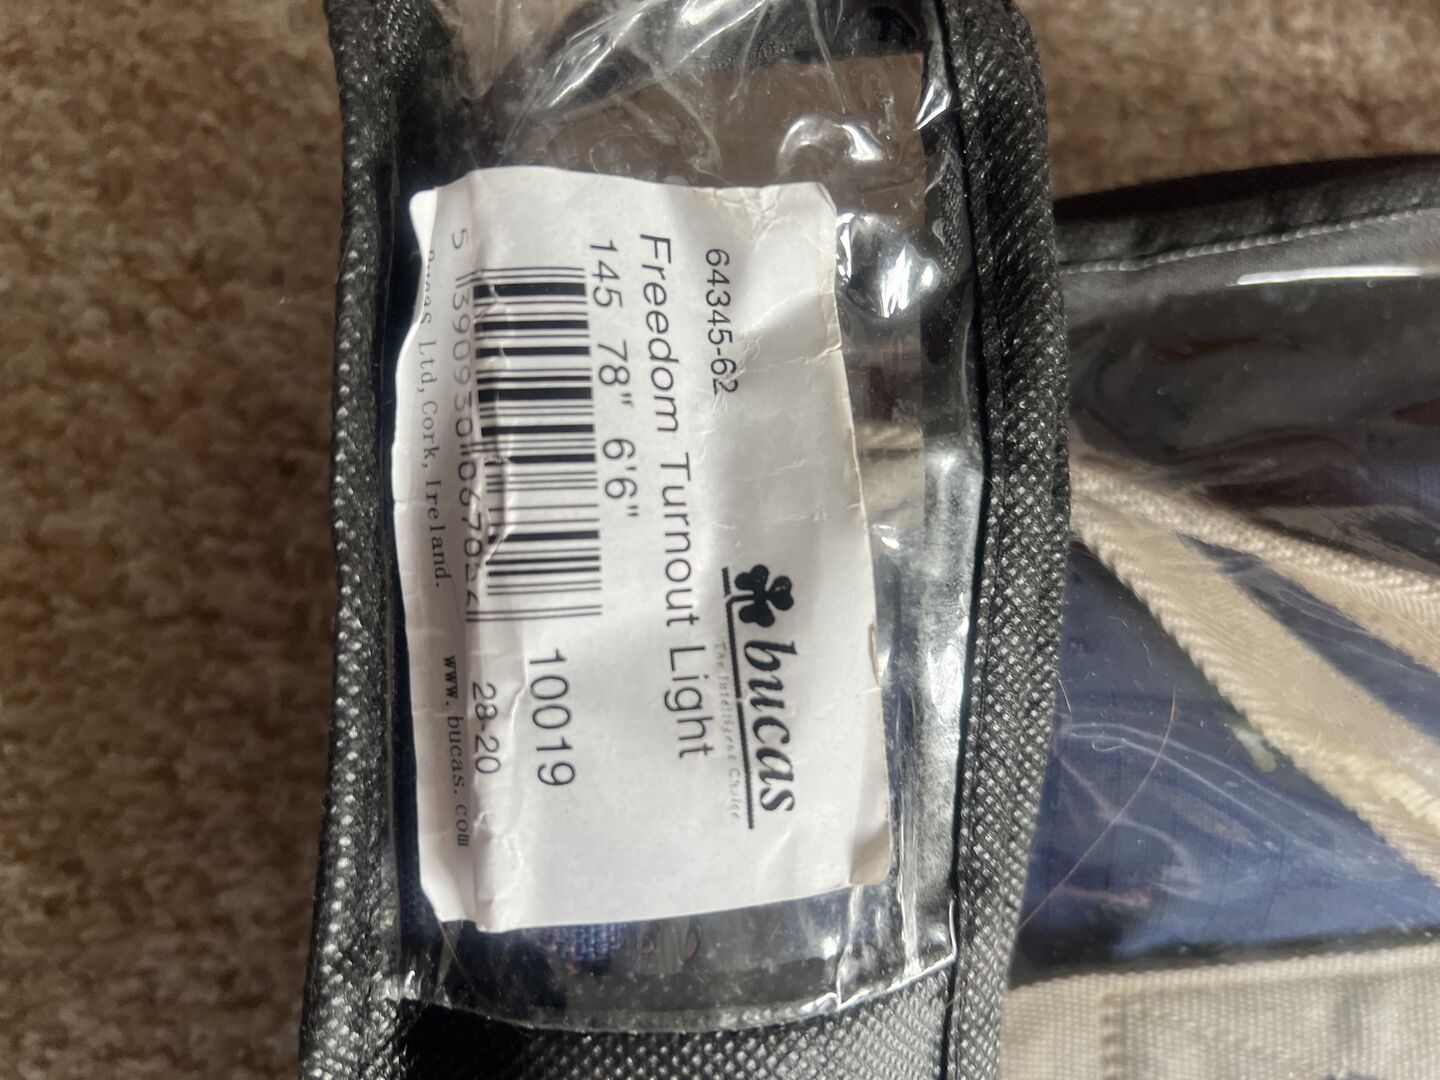 bucas
The Intelligent Choice
64345-62
Freedom Turnout Light
145 78" 6'6"
10019
28-20
Ltd, Cork, Ireland. www.bucas.com